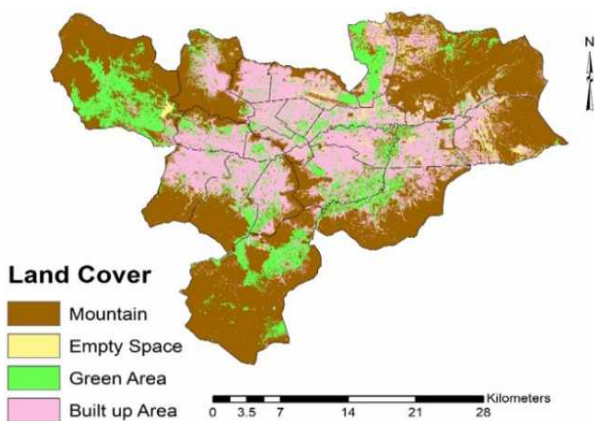 N
Land Cover
Mountain
Empty Space
Green Area
Built up Area
Kilometers
0 3.5 7 14 21 28